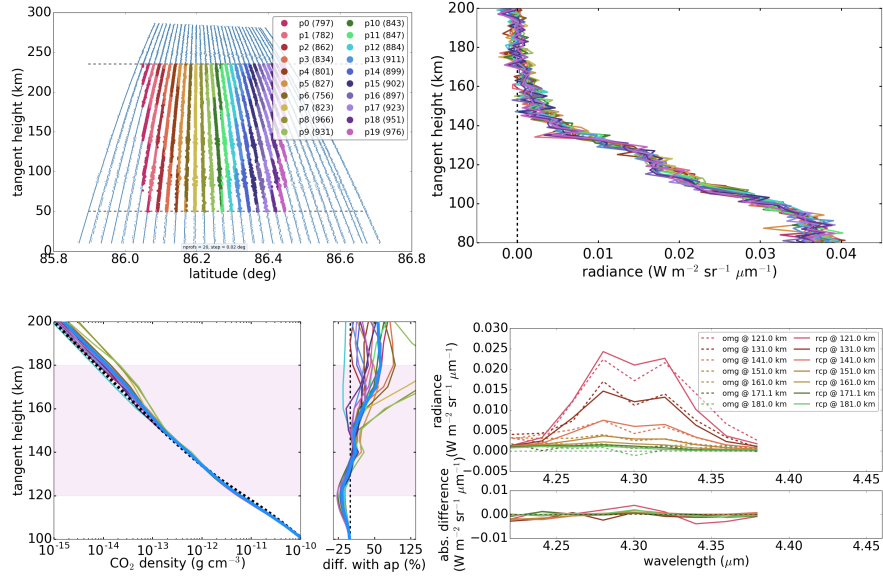 300
250
200
150
100
50
0
tangent height (km)
85.8
86.0
86.2
86.4
86.6
86.8
latitude (deg)
nprofs = 20, step = 0.02 deg
p0 (797)
p1 (782)
p2 (862)
p3 (834)
p4 (801)
p5 (827)
p6 (756)
p7 (823)
p8 (966)
p9 (931)
p10 (843)
p11 (847)
p12 (884)
p13 (911)
p14 (899)
p15 (902)
p16 (897)
p17 (923)
p18 (951)
p19 (976)
200
180
160
140
120
100
80
tangent height (km)
0.00
0.01
0.02
0.03
0.04
radiance (W m⁻² sr⁻¹ μm⁻¹)
200
180
160
140
120
100
tangent height (km)
10⁻¹⁵
10⁻¹⁴
10⁻¹³
10⁻¹²
10⁻¹¹
10⁻¹⁰
CO₂ density (g cm⁻³)
−25
50
125
diff. with ap (%)
0.030
0.025
0.020
0.015
0.010
0.005
0.000
−0.005
radiance
(W m⁻² sr⁻¹ μm⁻¹)
omg @ 121.0 km
omg @ 131.0 km
omg @ 141.0 km
omg @ 151.0 km
omg @ 161.0 km
omg @ 171.1 km
omg @ 181.0 km
rcp @ 121.0 km
rcp @ 131.0 km
rcp @ 141.0 km
rcp @ 151.0 km
rcp @ 161.0 km
rcp @ 171.1 km
rcp @ 181.0 km
4.25
4.30
4.35
4.40
4.45
0.01
0.00
−0.01
abs. difference
(W m⁻² sr⁻¹ μm⁻¹)
4.25
4.30
4.35
4.40
4.45
wavelength (μm)